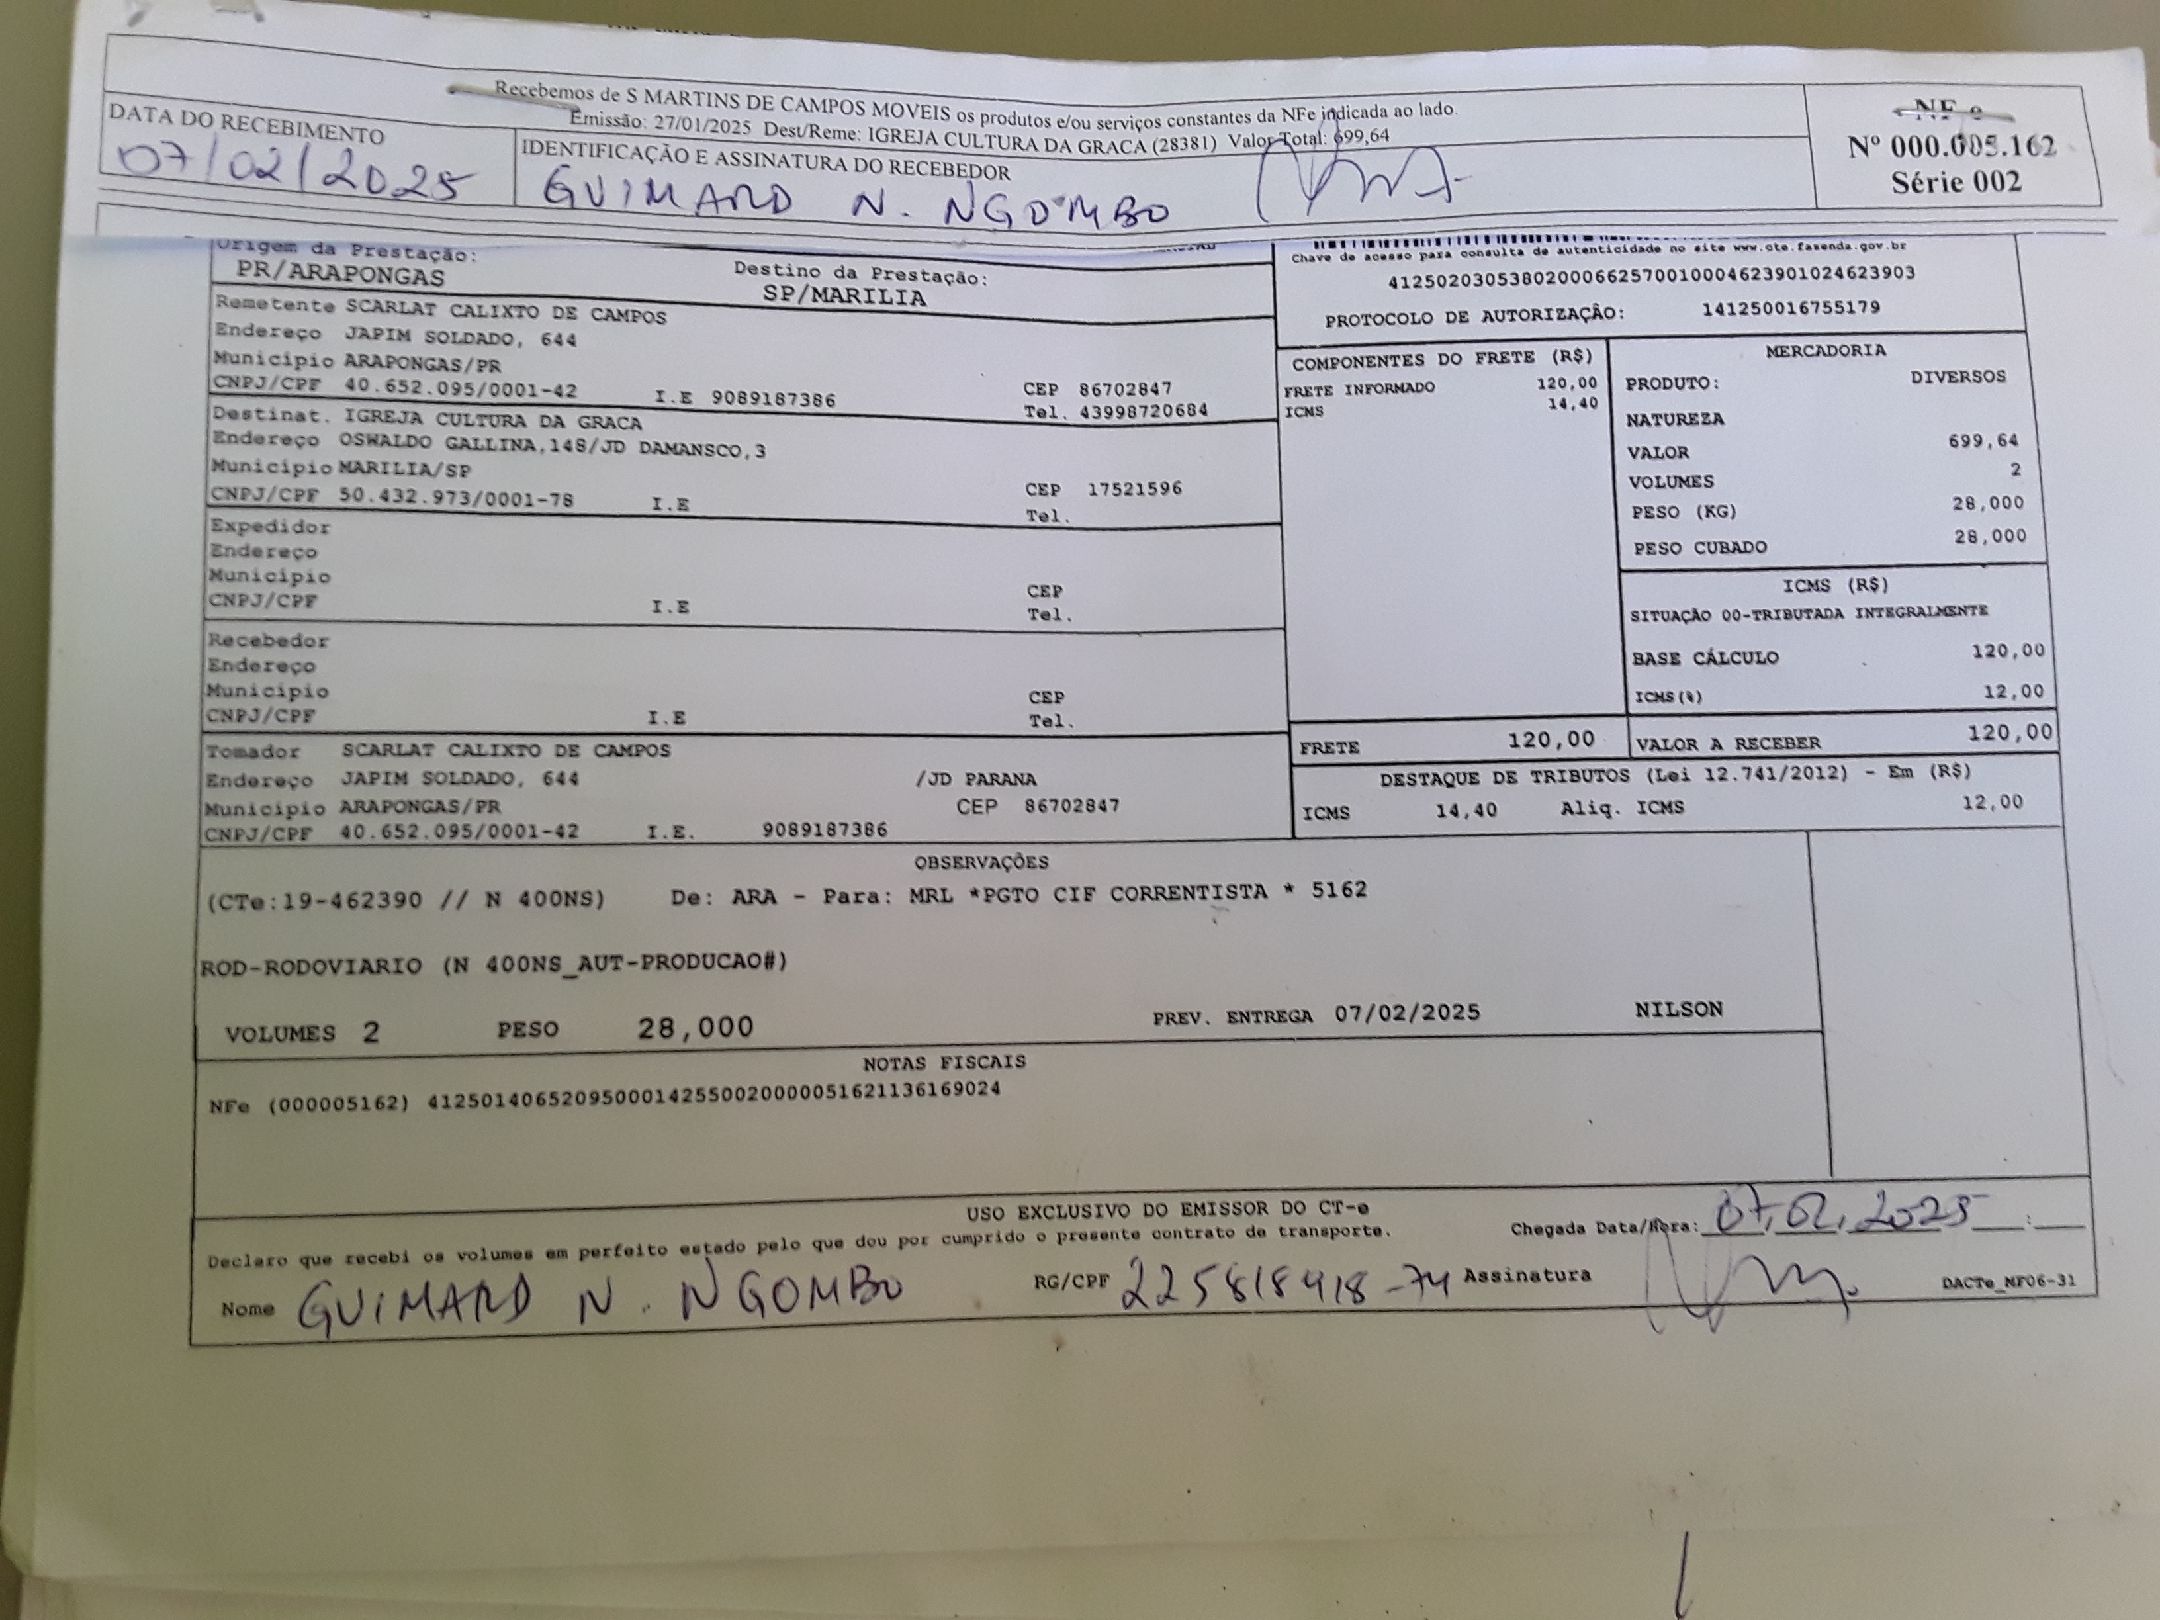 Recebemos de S MARTINS DE CAMPOS MOVEIS os produtos e/ou serviços constantes da NFe indicada ao lado.
Emissão: 27/01/2025 Dest/Reme: IGREJA CULTURA DA GRACA (28381) Valor Total: 699,64
NF-e
Nº 000.005.162
Série 002
DATA DO RECEBIMENTO
07/02/2025
IDENTIFICAÇÃO E ASSINATURA DO RECEBEDOR
GUIMARD N. NGOMBO
Origem da Prestação:
PR/ARAPONGAS
Destino da Prestação:
SP/MARILIA
Chave de acesso para consulta de autenticidade no site www.cte.fazenda.gov.br
41250203053802000662570010004623901024623903
PROTOCOLO DE AUTORIZAÇÃO: 141250016755179
Remetente SCARLAT CALIXTO DE CAMPOS
Endereço JAPIM SOLDADO, 644
Município ARAPONGAS/PR
CNPJ/CPF 40.652.095/0001-42 I.E 9089187386
CEP 86702847
Tel. 43998720684
Destinat. IGREJA CULTURA DA GRACA
Endereço OSWALDO GALLINA,148/JD DAMANSCO,3
Município MARILIA/SP
CNPJ/CPF 50.432.973/0001-78 I.E
CEP 17521596
Tel.
Expedidor
Endereço
Município
CNPJ/CPF I.E
CEP
Tel.
Recebedor
Endereço
Município
CNPJ/CPF I.E
CEP
Tel.
Tomador SCARLAT CALIXTO DE CAMPOS
Endereço JAPIM SOLDADO, 644 /JD PARANA
Município ARAPONGAS/PR CEP 86702847
CNPJ/CPF 40.652.095/0001-42 I.E. 9089187386
COMPONENTES DO FRETE (R$)
FRETE INFORMADO 120,00
ICMS 14,40
MERCADORIA
PRODUTO: DIVERSOS
NATUREZA
VALOR 699,64
VOLUMES 2
PESO (KG) 28,000
PESO CUBADO 28,000
ICMS (R$)
SITUAÇÃO 00-TRIBUTADA INTEGRALMENTE
BASE CÁLCULO 120,00
ICMS(%) 12,00
FRETE 120,00 VALOR A RECEBER 120,00
DESTAQUE DE TRIBUTOS (Lei 12.741/2012) - Em (R$)
ICMS 14,40 Aliq. ICMS 12,00
OBSERVAÇÕES
(CTe:19-462390 // N 400NS) De: ARA - Para: MRL *PGTO CIF CORRENTISTA * 5162
ROD-RODOVIARIO (N 400NS_AUT-PRODUCAO#)
VOLUMES 2 PESO 28,000 PREV. ENTREGA 07/02/2025 NILSON
NOTAS FISCAIS
NFe (000005162) 41250140652095000142550020000051621136169024
USO EXCLUSIVO DO EMISSOR DO CT-e
Declaro que recebi os volumes em perfeito estado pelo que dou por cumprido o presente contrato de transporte.
Chegada Data/Hora: 07, 02, 2025 :
Nome GUIMARD N. NGOMBO RG/CPF 225818918-74 Assinatura
DACTe_MF06-31